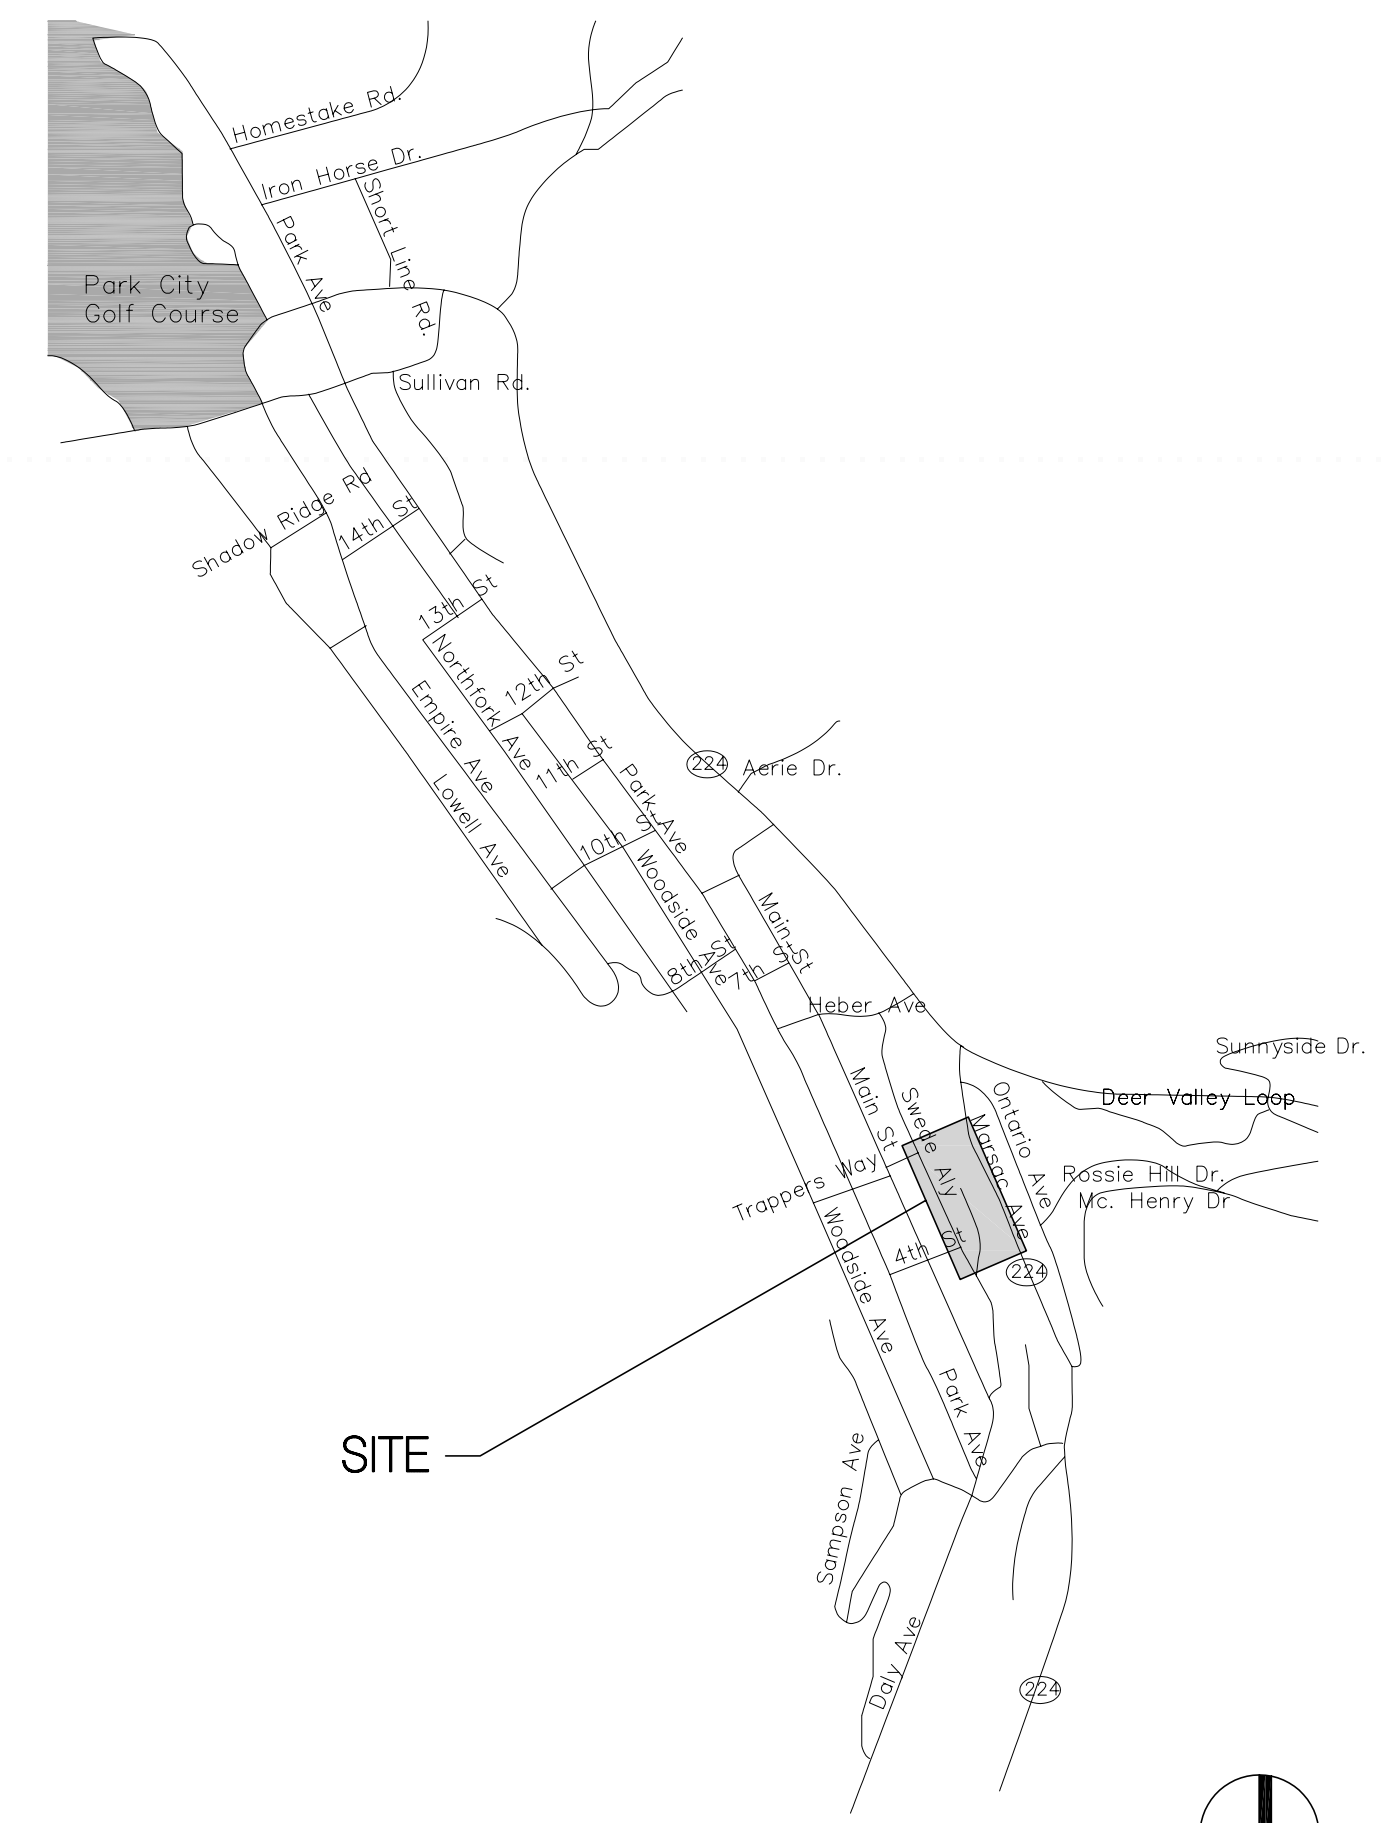 Homestake Rd.
Iron Horse Dr.
Short Line Rd.
Park Ave
Park City
Golf Course
Sullivan Rd.
Shadow Ridge Rd
14th St
13th St
Northfork Ave
12th St
Empire Ave
11th St
Park Ave
224
Aerie Dr.
Lowell Ave
10th St
Woodside Ave
Main St
8th St
7th St
Heber Ave
Sunnyside Dr.
Main St
Swede Aly
Ontario Ave
Deer Valley Loop
Marsac Ave
Trappers Way
Rossie Hill Dr.
Mc. Henry Dr
Woodside Ave
4th St
224
Park Ave
SITE
Sampson Ave
Daly Ave
224